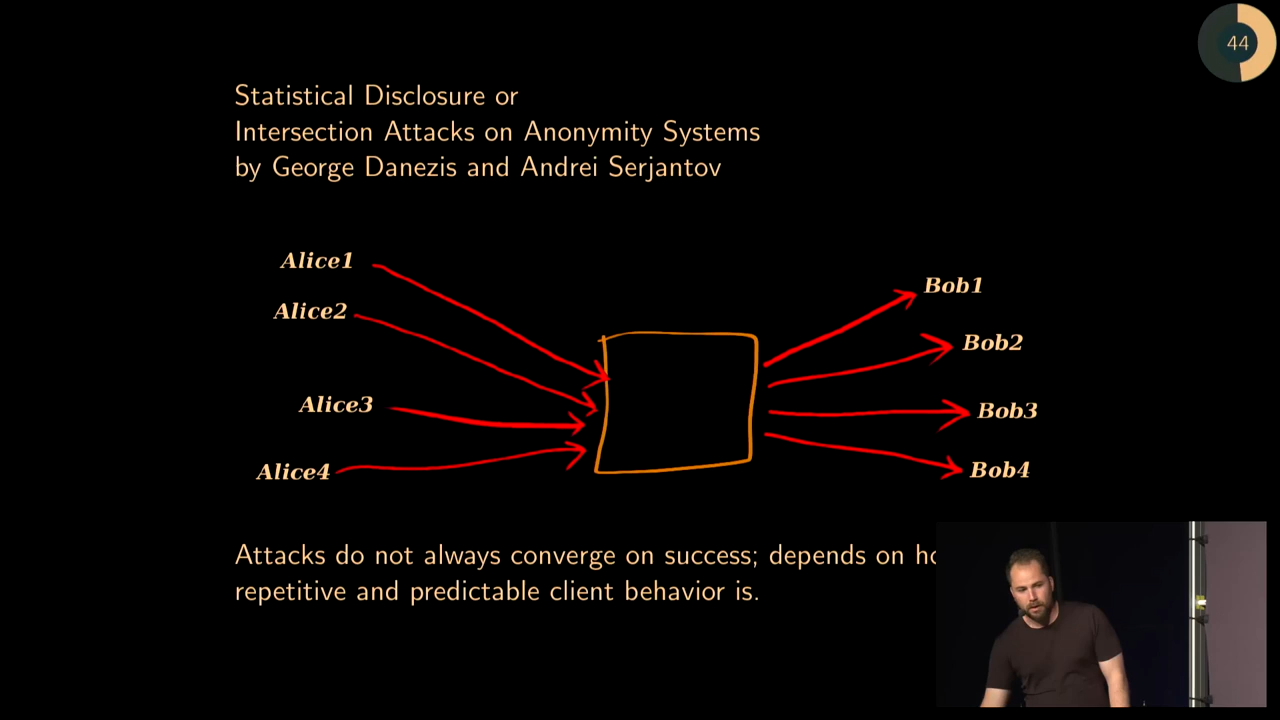 44
Statistical Disclosure or
Intersection Attacks on Anonymity Systems
by George Danezis and Andrei Serjantov
Alice1
Bob1
Alice2
Bob2
Alice3
Bob3
Alice4
Bob4
Attacks do not always converge on success; depends on
repetitive and predictable client behavior is.